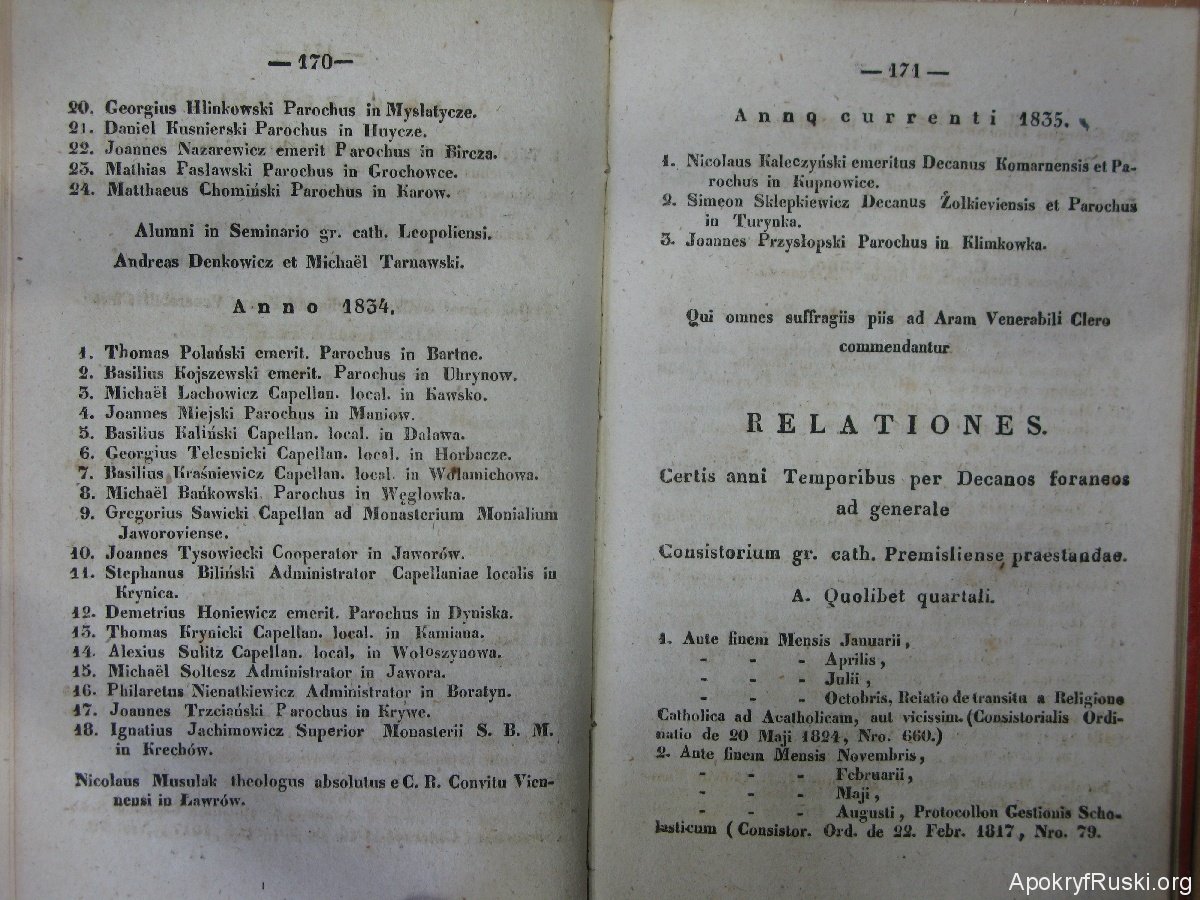 — 170 —
20. Georgius Hlinkowski Parochus in Myslatycze.
21. Daniel Kusnierski Parochus in Huycze.
22. Joannes Nazarewicz emerit Parochus in Bircza.
23. Mathias Pasławski Parochus in Grochowce.
24. Matthaeus Chomiński Parochus in Karow.
Alumni in Seminario gr. cath. Leopoliensi.
Andreas Denkowicz et Michaël Tarnawski.
Anno 1834.
1. Thomas Polański emerit. Parochus in Bartne.
2. Basilius Kojszewski emerit. Parochus in Uhrynow.
3. Michaël Lachowicz Capellan. local. in Kawsko.
4. Joannes Miejski Parochus in Maniow.
5. Basilius Kaliński Capellan. local. in Dalawa.
6. Georgius Telesnicki Capellan. local. in Horbacze.
7. Basilius Kraśniewicz Capellan. local. in Wolamichowa.
8. Michaël Bańkowski Parochus in Węglowka.
9. Gregorius Sawicki Capellan ad Monasterium Monialium
Jaworoviense.
10. Joannes Tysowiecki Cooperator in Jaworów.
11. Stephanus Biliński Administrator Capellaniae localis in
Krynica.
12. Demetrius Honiewicz emerit. Parochus in Dyniska.
13. Thomas Krynicki Capellan. local. in Kamiana.
14. Alexius Sulitz Capellan. local, in Wołoszynowa.
15. Michaël Soltesz Administrator in Jawora.
16. Philaretus Nienatkiewicz Administrator in Boratyn.
17. Joannes Trzciański Parochus in Krywe.
18. Ignatius Jachimowicz Superior Monasterii S. B. M.
in Krechów.
Nicolaus Musulak theologus absolutus e C. R. Convitu Vien-
nensi in Ławrów.
— 171 —
Anno currenti 1835.
1. Nicolaus Kaleczyński emeritus Decanus Komarnensis et Pa-
rochus in Kupnowice.
2. Simeon Sklepkiewicz Decanus Żolkieviensis et Parochus
in Turynka.
3. Joannes Przysłopski Parochus in Klimkowka.
Qui omnes suffragiis piis ad Aram Venerabili Clero
commendantur
RELATIONES.
Certis anni Temporibus per Decanos foraneos
ad generale
Consistorium gr. cath. Premisliense praestandae.
A. Quolibet quartali.
1. Ante finem Mensis Januarii,
- - - Aprilis,
- - - Julii,
- - - Octobris, Relatio de transitu a Religione
Catholica ad Acatholicam, aut vicissim. (Consistorialis Ordi-
natio de 20 Maji 1824, Nro. 660.)
2. Ante finem Mensis Novembris,
- - - Februarii,
- - - Maji,
- - - Augusti, Protocollon Gestionis Scho-
lasticum (Consistor. Ord. de 22. Febr. 1817, Nro. 79.
ApokryfRuski.org